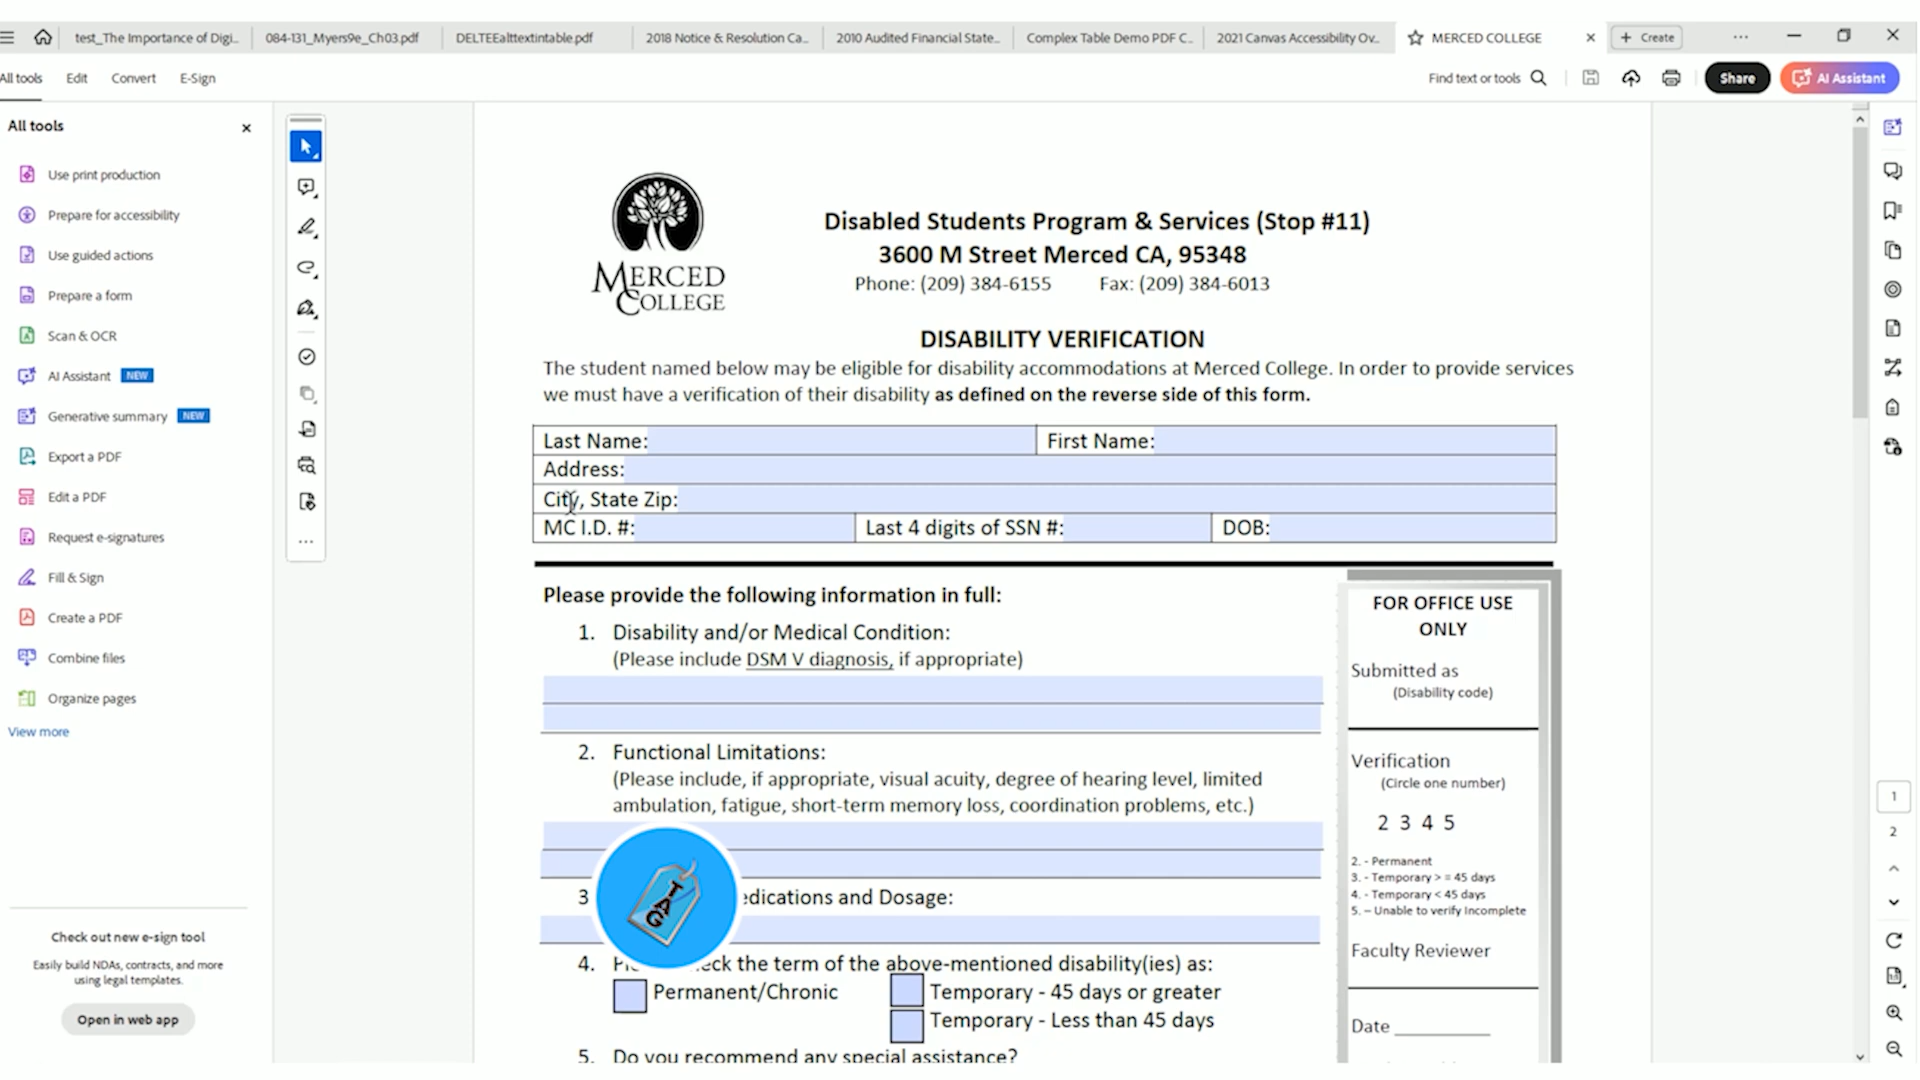 test_The Importance of Digi...
084-131_Myers9e_Ch03.pdf
DELTEEalttextintable.pdf
2018 Notice & Resolution Ca...
2010 Audited Financial State...
Complex Table Demo PDF C...
2021 Canvas Accessibility Ov...
MERCED COLLEGE
Create
All tools
Edit
Convert
E-Sign
Find text or tools
Share
AI Assistant
All tools
Use print production
Prepare for accessibility
Use guided actions
Prepare a form
Scan & OCR
AI Assistant NEW
Generative summary NEW
Export a PDF
Edit a PDF
Request e-signatures
Fill & Sign
Create a PDF
Combine files
Organize pages
View more
Check out new e-sign tool
Easily build NDAs, contracts, and more
using legal templates.
Open in web app
MERCED
COLLEGE
Disabled Students Program & Services (Stop #11)
3600 M Street Merced CA, 95348
Phone: (209) 384-6155 Fax: (209) 384-6013
DISABILITY VERIFICATION
The student named below may be eligible for disability accommodations at Merced College. In order to provide services
we must have a verification of their disability as defined on the reverse side of this form.
Last Name: First Name:
Address:
City, State Zip:
MC I.D. #: Last 4 digits of SSN #: DOB:
Please provide the following information in full:
1. Disability and/or Medical Condition:
(Please include DSM V diagnosis, if appropriate)
2. Functional Limitations:
(Please include, if appropriate, visual acuity, degree of hearing level, limited
ambulation, fatigue, short-term memory loss, coordination problems, etc.)
3 edications and Dosage:
4. eck the term of the above-mentioned disability(ies) as:
Permanent/Chronic Temporary - 45 days or greater
Temporary - Less than 45 days
5. Do you recommend any special assistance?
TAG
FOR OFFICE USE
ONLY
Submitted as
(Disability code)
Verification
(Circle one number)
2 3 4 5
2. - Permanent
3. - Temporary > = 45 days
4. - Temporary < 45 days
5. – Unable to verify Incomplete
Faculty Reviewer
Date
1
2